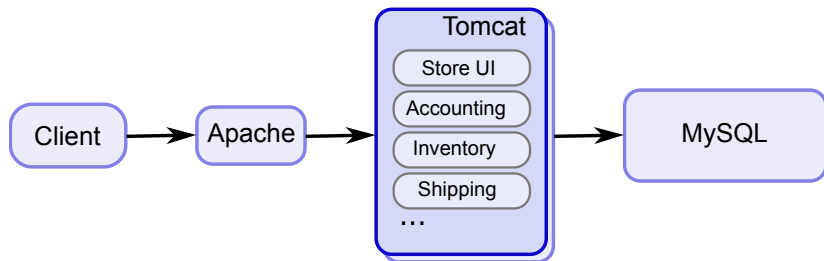 Client
Apache
Tomcat
Store UI
Accounting
Inventory
Shipping
...
MySQL